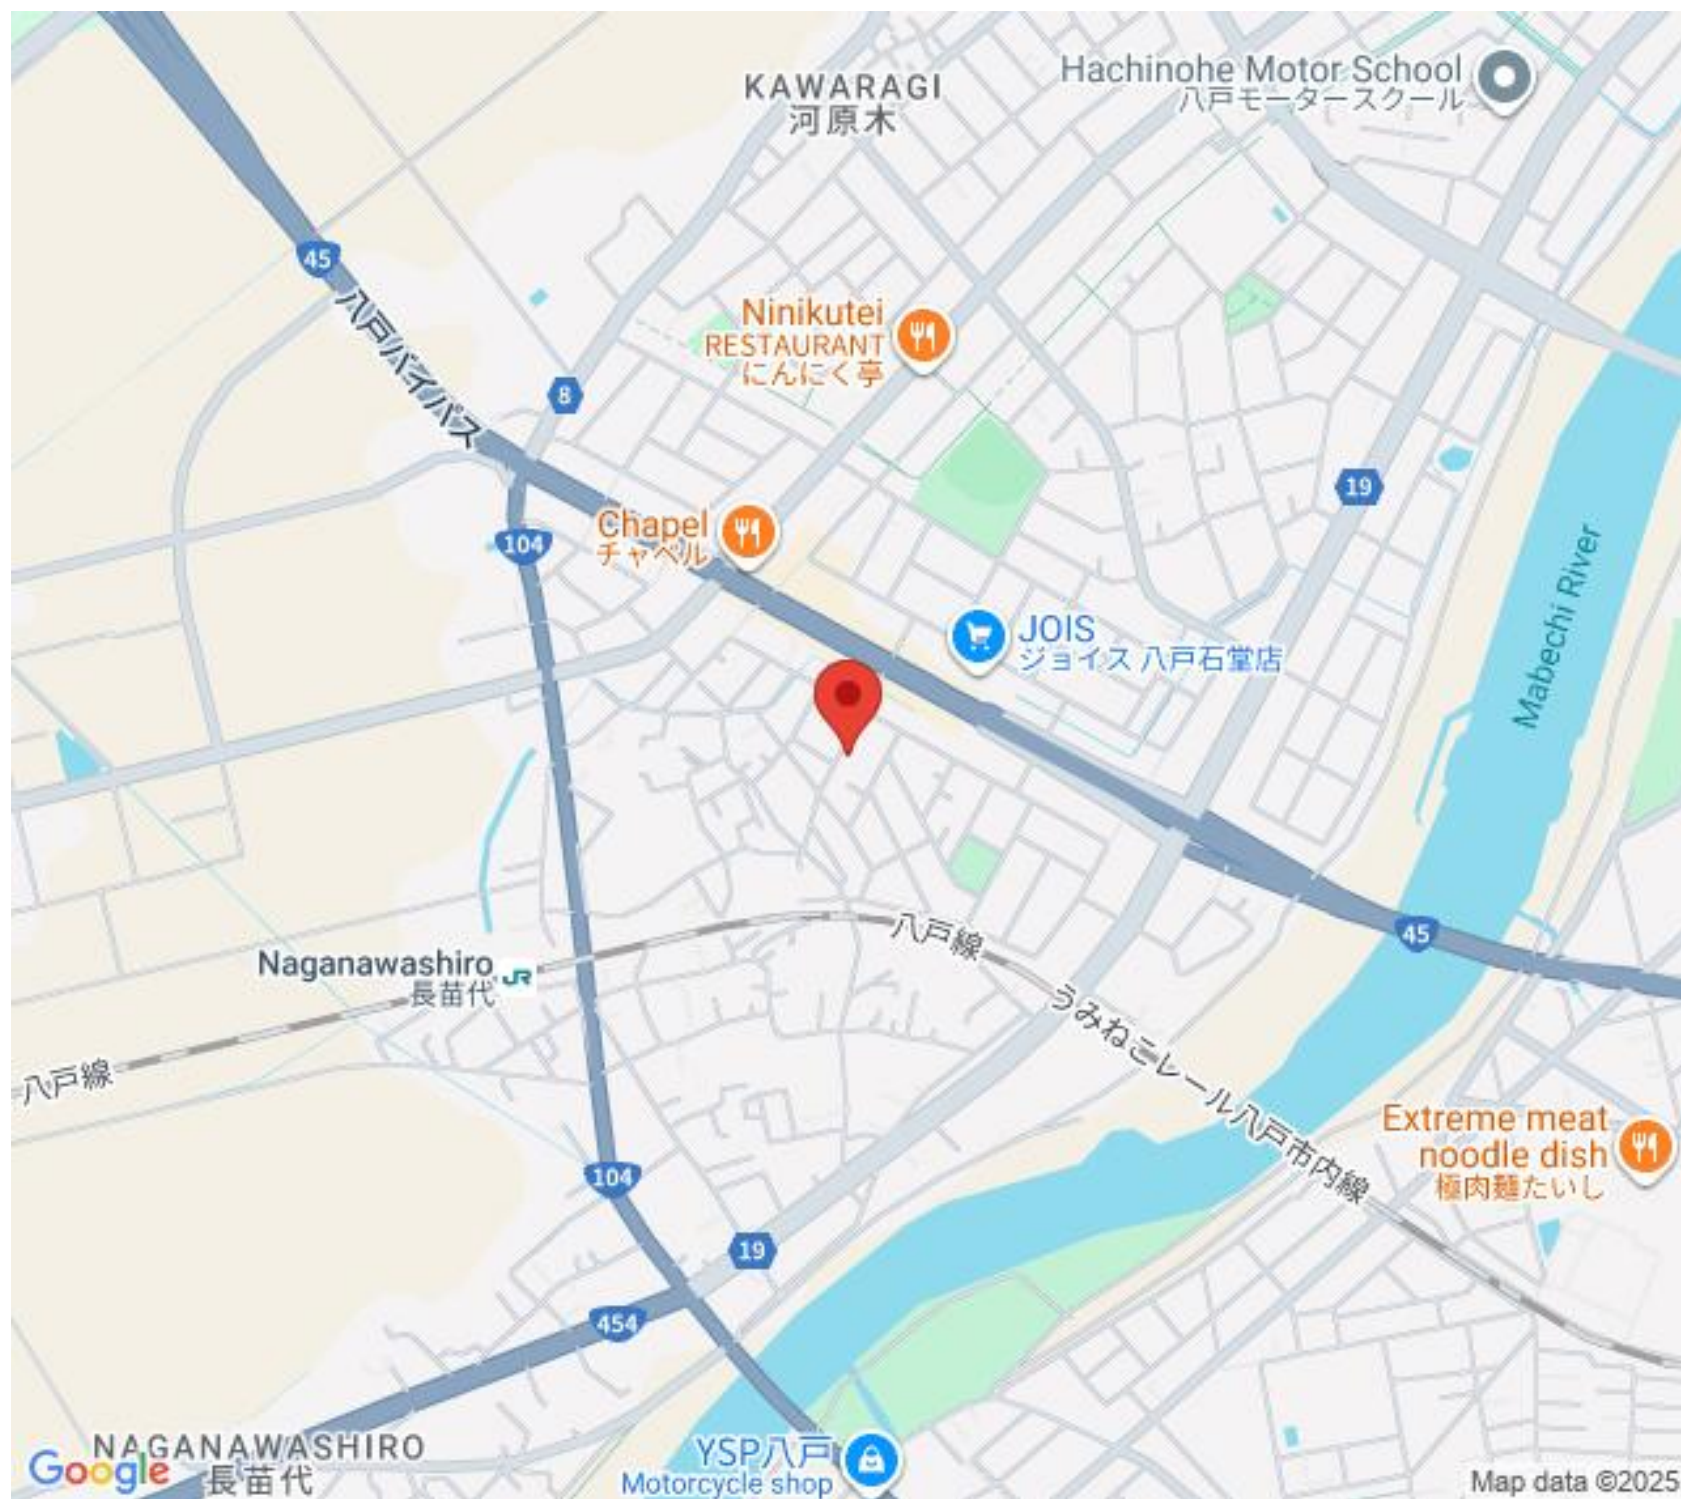 KAWARAGI
河原木
Hachinohe Motor School
八戸モータースクール
45
八戸バイパス
Ninikutei
RESTAURANT
にんにく亭
8
19
Chapel
チャペル
104
JOIS
ジョイス 八戸石堂店
Mabechi River
45
八戸線
Naganawashiro
長苗代
JR
うみねこレール八戸市内線
八戸線
Extreme meat
noodle dish
極肉麺たいし
104
19
454
NAGANAWASHIRO
長苗代
Google
YSP八戸
Motorcycle shop
Map data ©2025